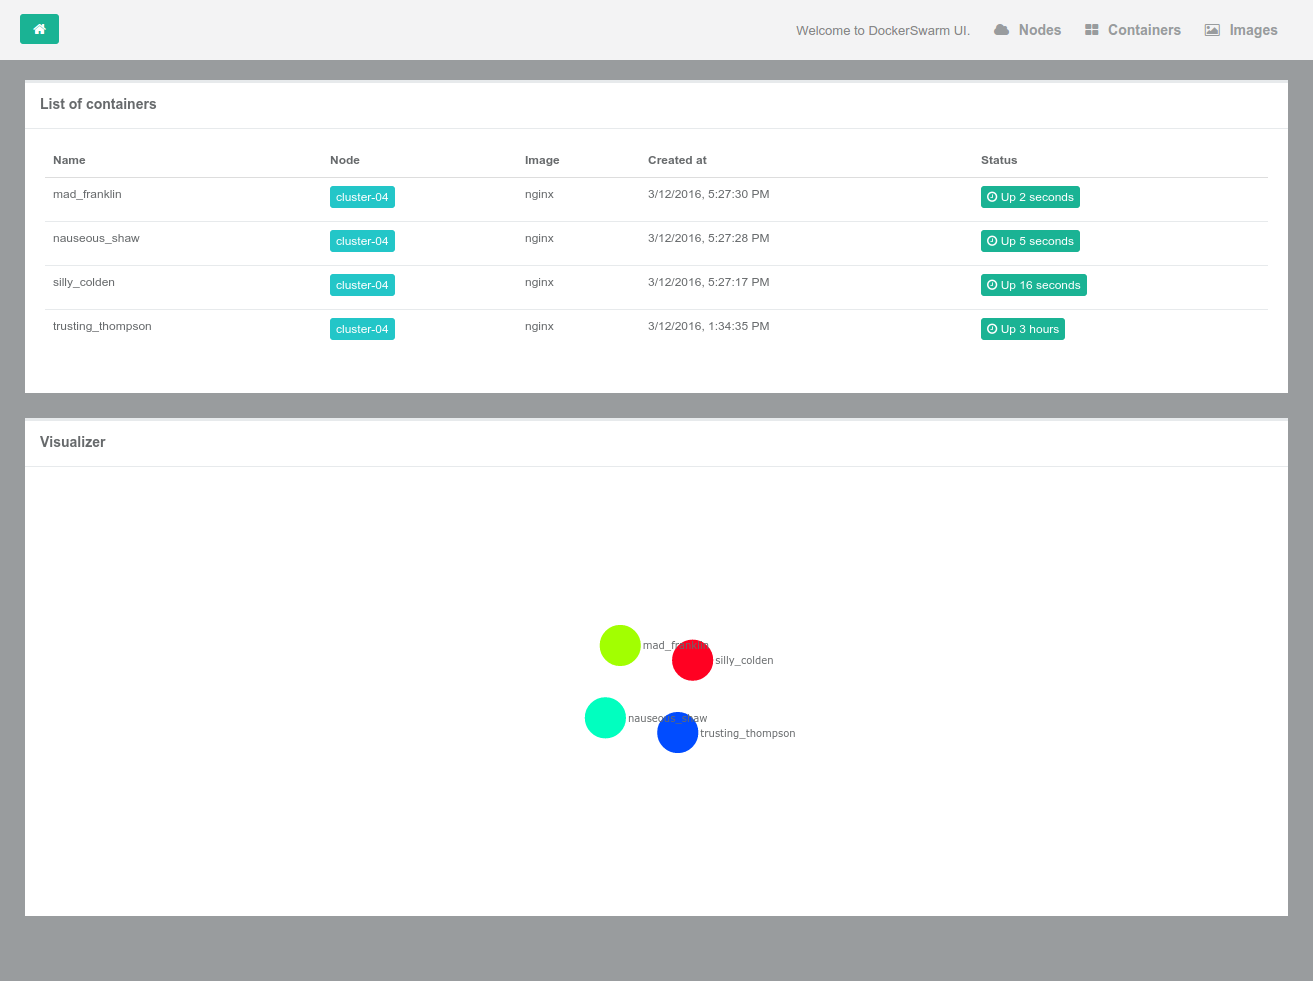 Welcome to DockerSwarm UI. Nodes Containers Images
List of containers
Name Node Image Created at Status
mad_franklin cluster-04 nginx 3/12/2016, 5:27:30 PM Up 2 seconds
nauseous_shaw cluster-04 nginx 3/12/2016, 5:27:28 PM Up 5 seconds
silly_colden cluster-04 nginx 3/12/2016, 5:27:17 PM Up 16 seconds
trusting_thompson cluster-04 nginx 3/12/2016, 1:34:35 PM Up 3 hours
Visualizer
mad_franklin
silly_colden
nauseous_shaw
trusting_thompson